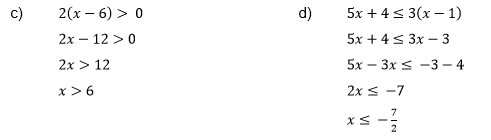 c) 2(x − 6) > 0
2x − 12 > 0
2x > 12
x > 6
d) 5x + 4 ≤ 3(x − 1)
5x + 4 ≤ 3x − 3
5x − 3x ≤ −3 − 4
2x ≤ −7
x ≤ −7/2